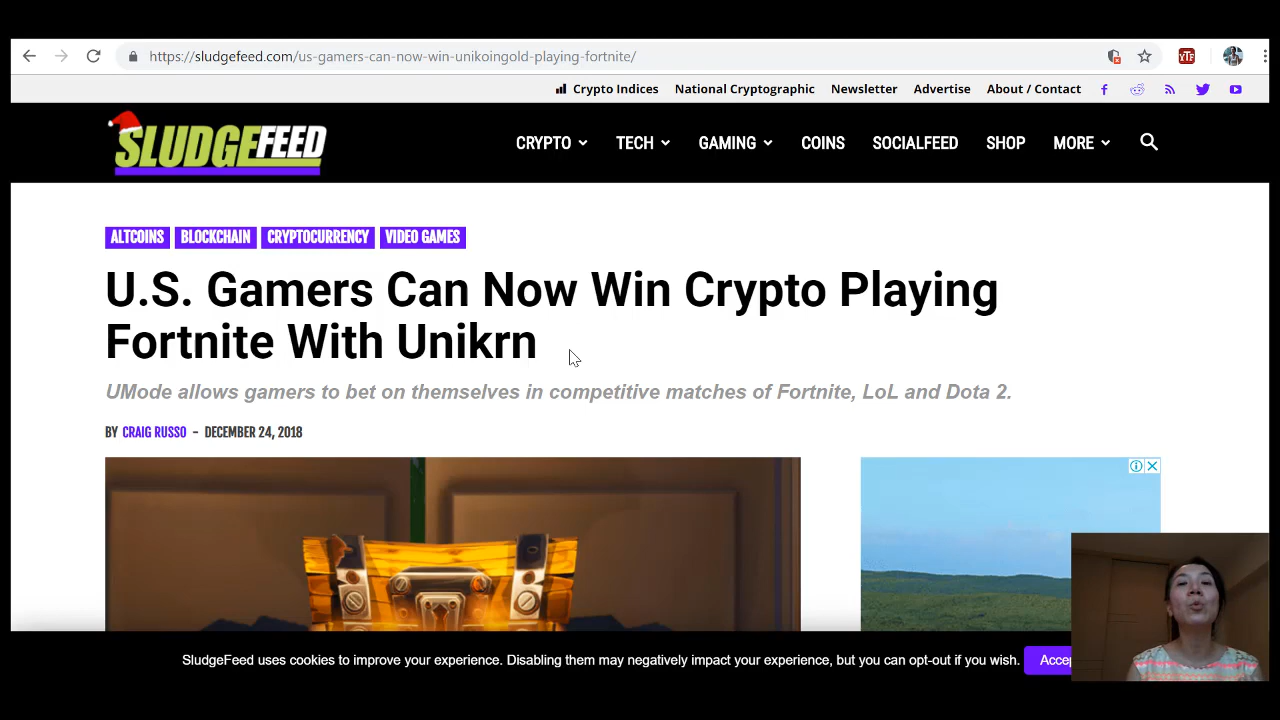 https://sludgefeed.com/us-gamers-can-now-win-unikoingold-playing-fortnite/
YTF
Crypto Indices National Cryptographic Newsletter Advertise About / Contact
SLUDGEFEED
CRYPTO TECH GAMING COINS SOCIALFEED SHOP MORE
ALTCOINS BLOCKCHAIN CRYPTOCURRENCY VIDEO GAMES
U.S. Gamers Can Now Win Crypto Playing
Fortnite With Unikrn
UMode allows gamers to bet on themselves in competitive matches of Fortnite, LoL and Dota 2.
BY CRAIG RUSSO - DECEMBER 24, 2018
SludgeFeed uses cookies to improve your experience. Disabling them may negatively impact your experience, but you can opt-out if you wish.